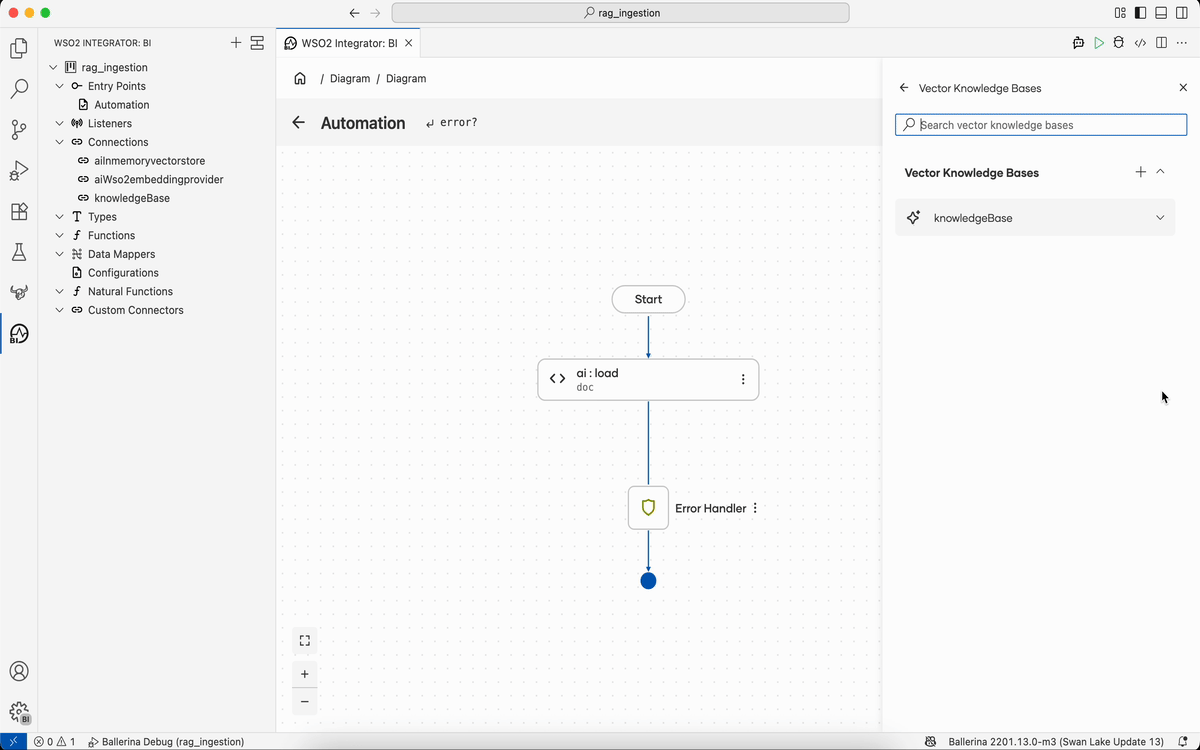 rag_ingestion
WSO2 INTEGRATOR: BI
rag_ingestion
Entry Points
Automation
Listeners
Connections
aiInmemoryvectorstore
aiWso2embeddingprovider
knowledgeBase
Types
Functions
Data Mappers
Configurations
Natural Functions
Custom Connectors
BI
BI
WSO2 Integrator: BI
/ Diagram / Diagram
Automation
error?
Start
ai : load
doc
Error Handler
Vector Knowledge Bases
Search vector knowledge bases
Vector Knowledge Bases
knowledgeBase
0
1
Ballerina Debug (rag_ingestion)
Ballerina 2201.13.0-m3 (Swan Lake Update 13)